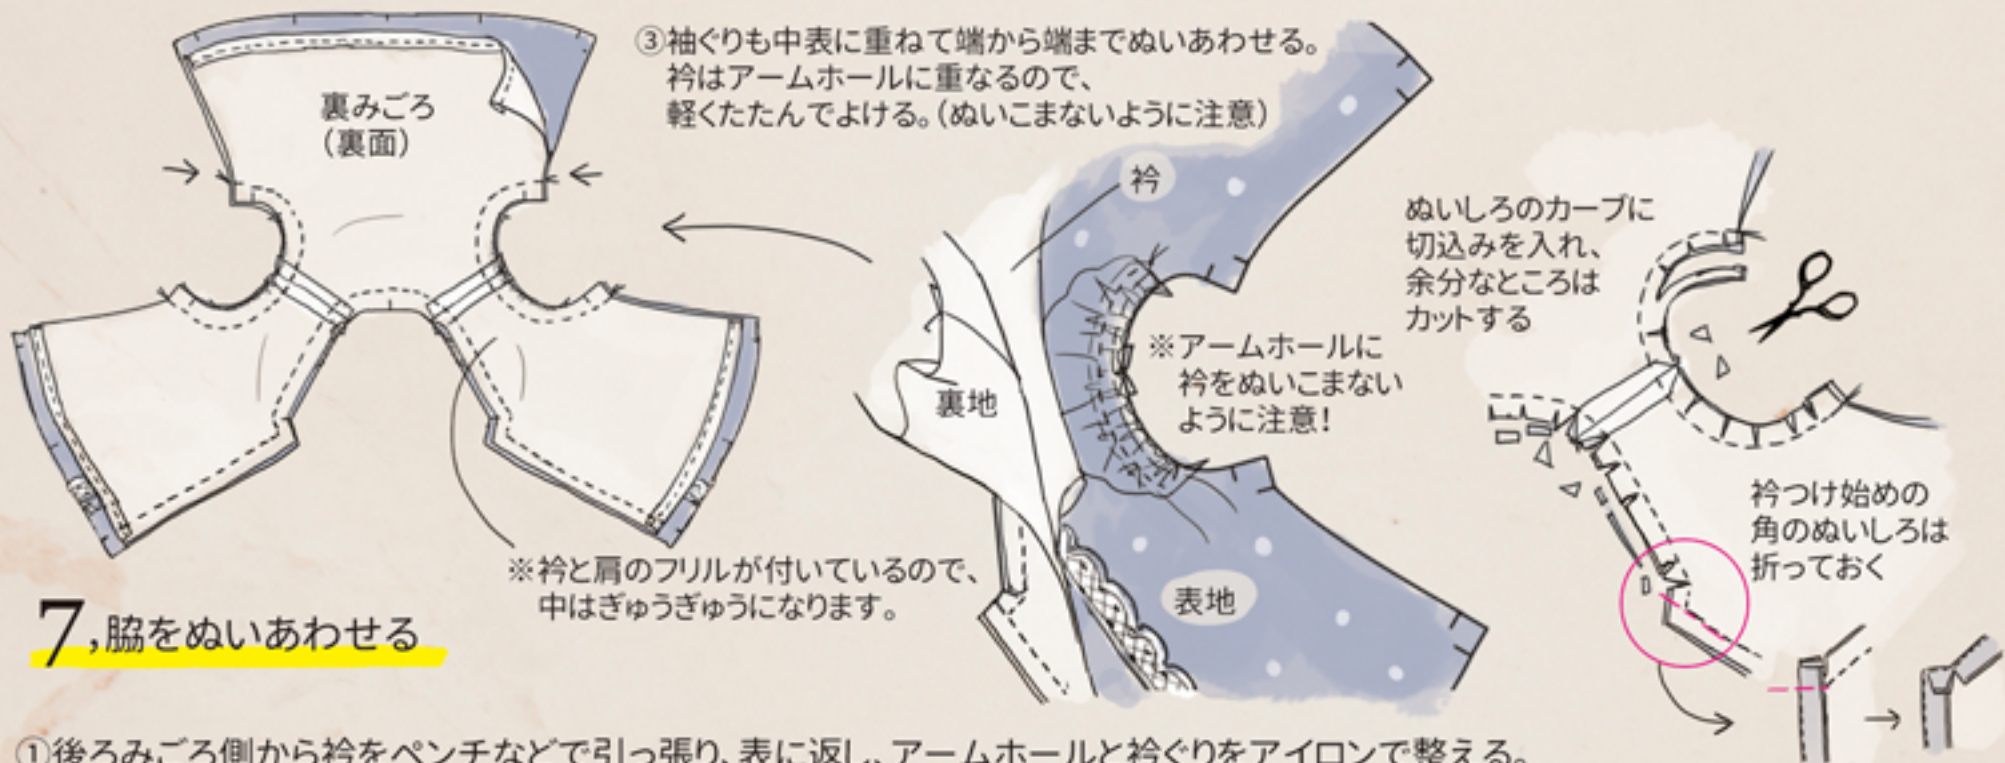 ③袖ぐりも中表に重ねて端から端までぬいあわせる。
衿はアームホールに重なるので、
軽くたたんでよける。(ぬいこまないように注意)
裏みごろ
(裏面)
衿
裏地
表地
※アームホールに
衿をぬいこまない
ように注意!
ぬいしろのカーブに
切込みを入れ、
余分なところは
カットする
衿つけ始めの
角のぬいしろは
折っておく
※衿と肩のフリルが付いているので、
中はぎゅうぎゅうになります。
7,脇をぬいあわせる
①後ろみごろ側から衿をペンチなどで引っ張り、表に返し、アームホールと衿ぐりをアイロンで整える。